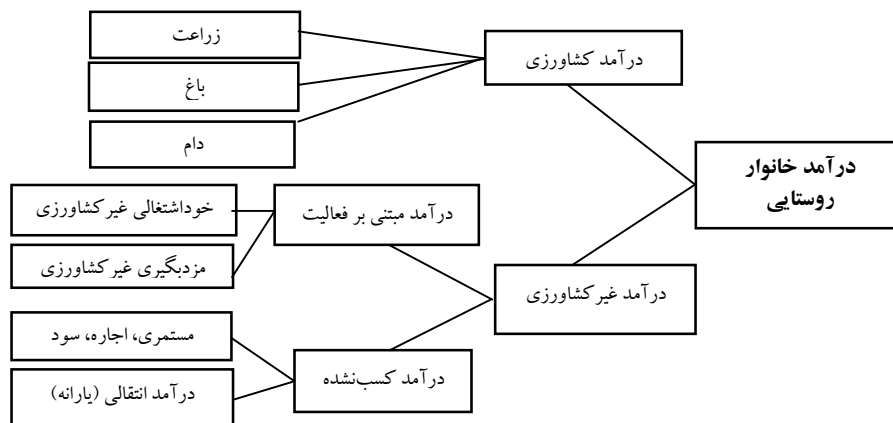 درآمد خانوار
روستایی
درآمد کشاورزی
زراعت
باغ
دام
درآمد غیرکشاورزی
درآمد مبتنی بر فعالیت
خوداشتغالی غیرکشاورزی
مزدبگیری غیرکشاورزی
درآمد کسب‌نشده
مستمری، اجاره، سود
درآمد انتقالی (یارانه)